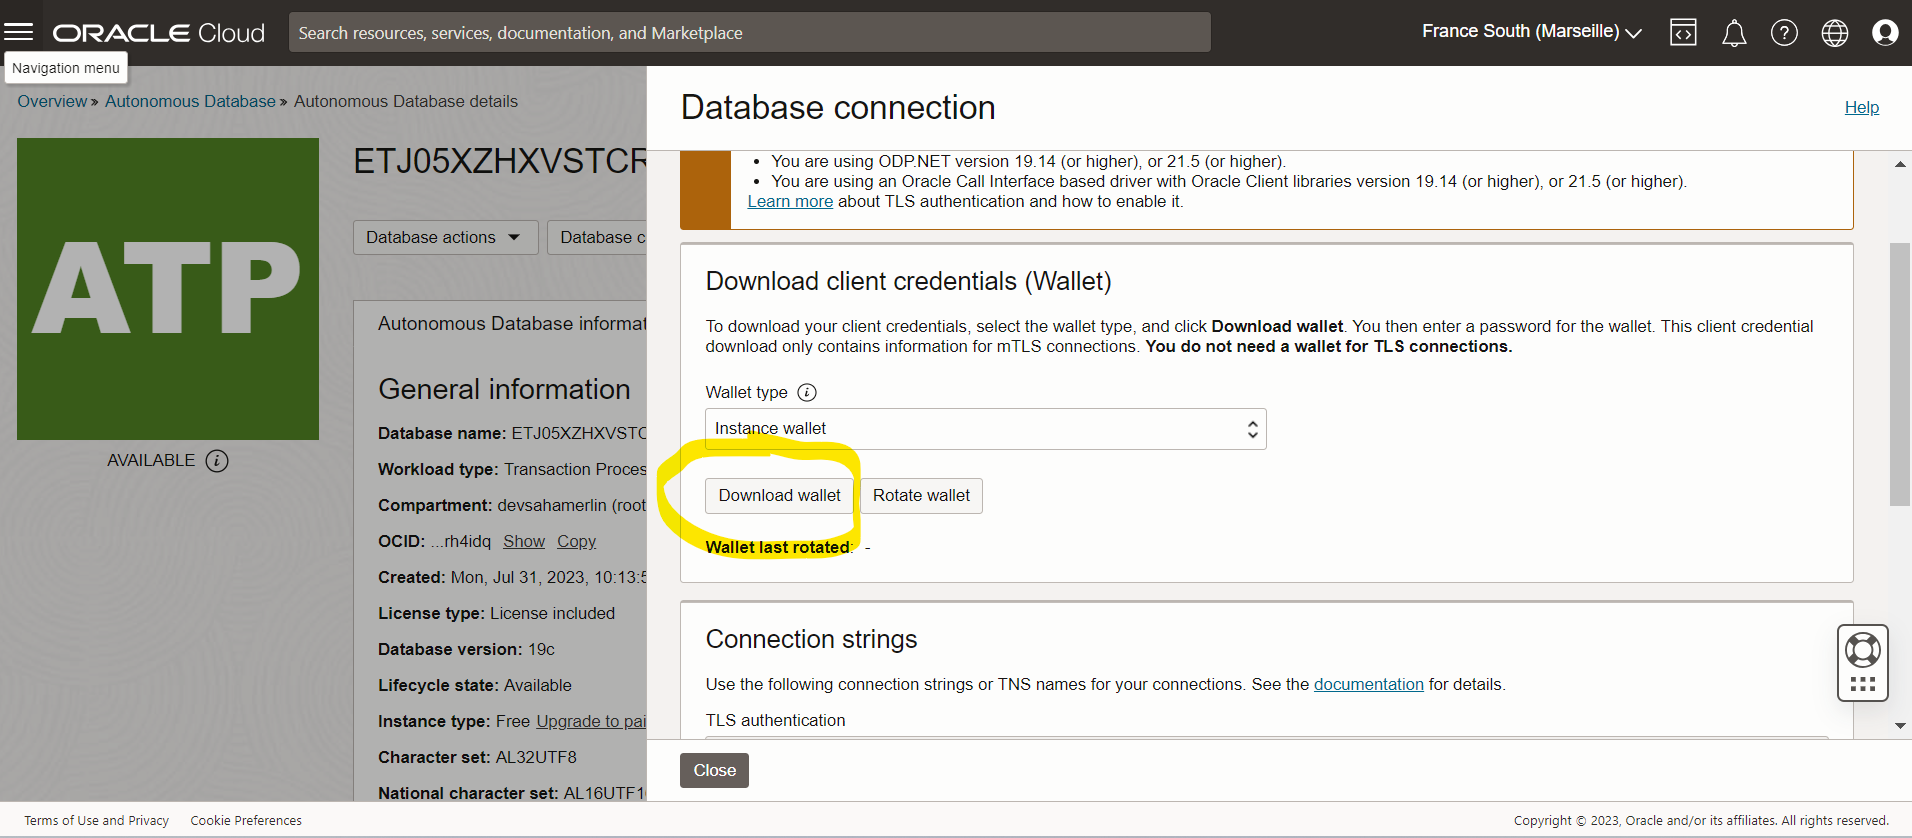 ORACLE Cloud
Search resources, services, documentation, and Marketplace
France South (Marseille)
Navigation menu
Overview » Autonomous Database » Autonomous Database details
ATP
AVAILABLE
ETJ05XZHXVSTCR
Database actions
Database c
Autonomous Database informat
General information
Database name: ETJ05XZHXVSTC
Workload type: Transaction Proces
Compartment: devsahamerlin (root
OCID: ...rh4idq Show Copy
Created: Mon, Jul 31, 2023, 10:13:5
License type: License included
Database version: 19c
Lifecycle state: Available
Instance type: Free Upgrade to pai
Character set: AL32UTF8
National character set: AL16UTF1
Database connection
Help
• You are using ODP.NET version 19.14 (or higher), or 21.5 (or higher).
• You are using an Oracle Call Interface based driver with Oracle Client libraries version 19.14 (or higher), or 21.5 (or higher).
Learn more about TLS authentication and how to enable it.
Download client credentials (Wallet)
To download your client credentials, select the wallet type, and click Download wallet. You then enter a password for the wallet. This client credential
download only contains information for mTLS connections. You do not need a wallet for TLS connections.
Wallet type
Instance wallet
Download wallet
Rotate wallet
Wallet last rotated: -
Connection strings
Use the following connection strings or TNS names for your connections. See the documentation for details.
TLS authentication
Close
Terms of Use and Privacy
Cookie Preferences
Copyright © 2023, Oracle and/or its affiliates. All rights reserved.